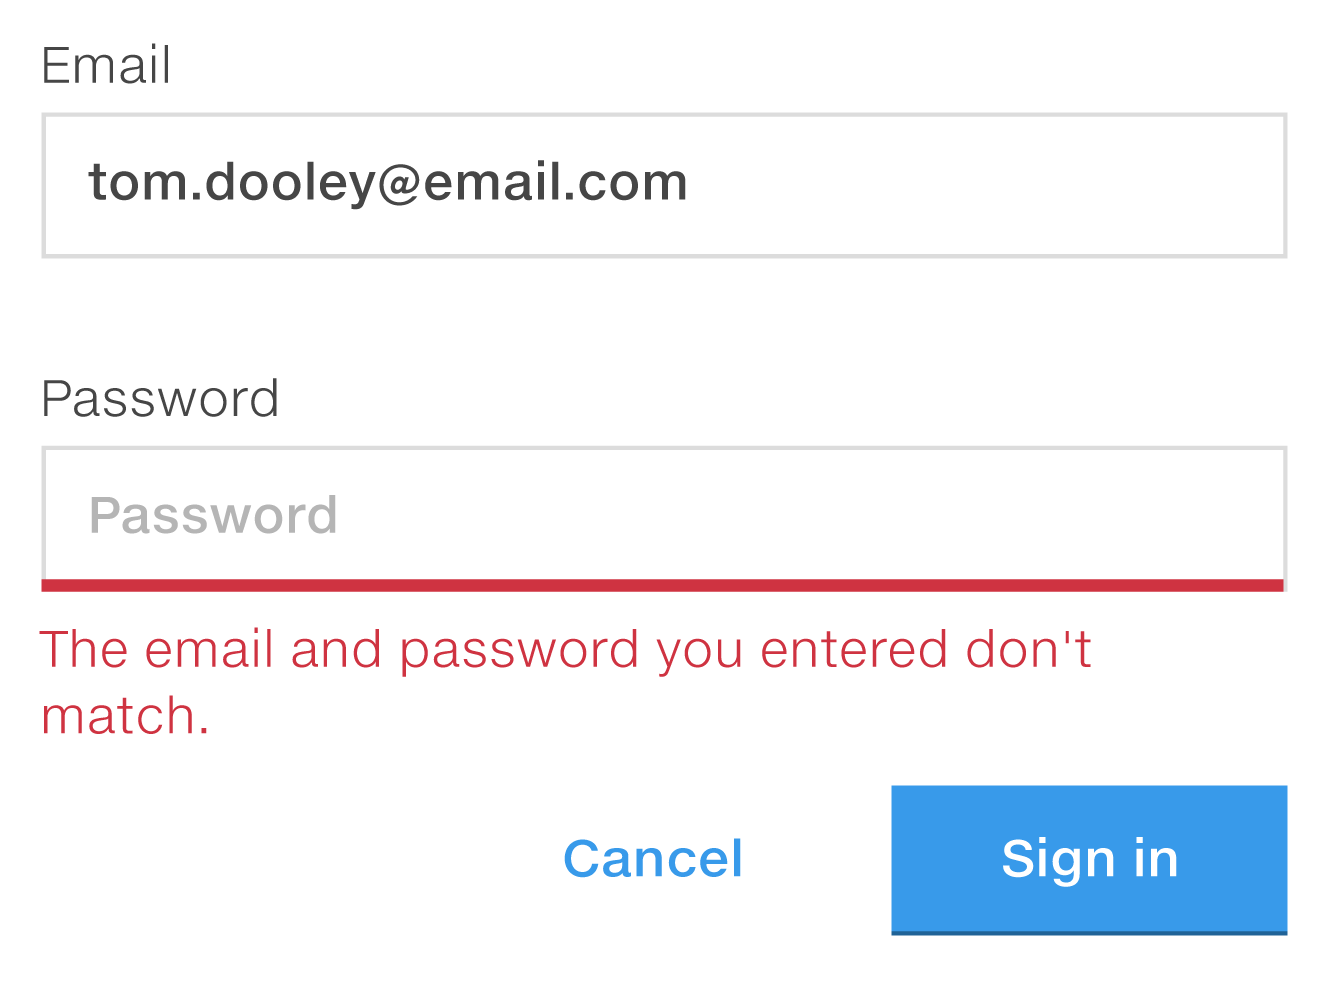 Email
tom.dooley@email.com
Password
Password
The email and password you entered don't
match.
Cancel
Sign in